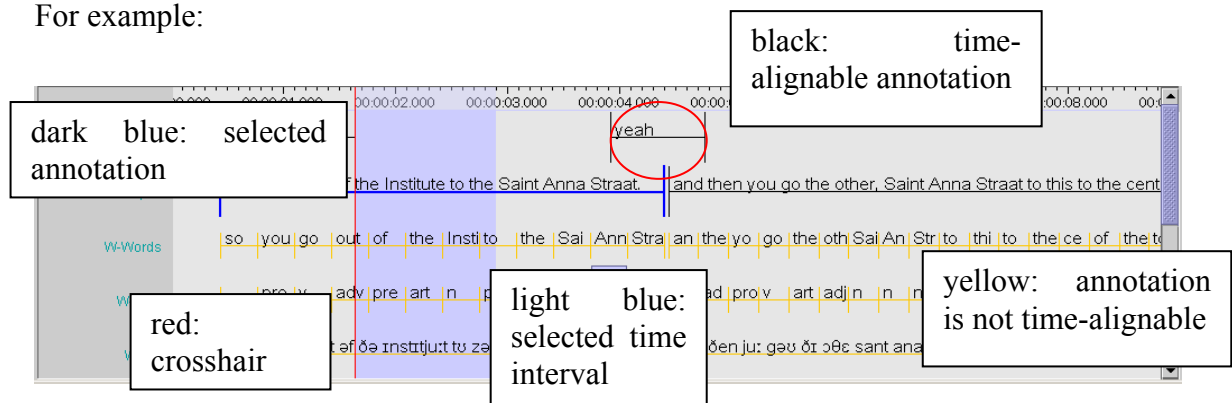 For example:
black: time-
alignable annotation
00:00:02.000 00:00:03.000 00:00:04.000 00:00:08.000
dark blue: selected
annotation
yeah
the Institute to the Saint Anna Straat. and then you go the other, Saint Anna Straat to this to the cent
W-Words so you go out of the Insti to the Sai Ann Stra an the yo go the oth Sai An Str to thi to the ce of the to
adv pre art n ad pro v art adj n n
light blue:
selected time
interval
yellow: annotation
is not time-alignable
red:
crosshair
əf ðə ɪnstɪtjuːt tʊ zə ðen juː gəʊ ðɪ ɔθɛ sant ana